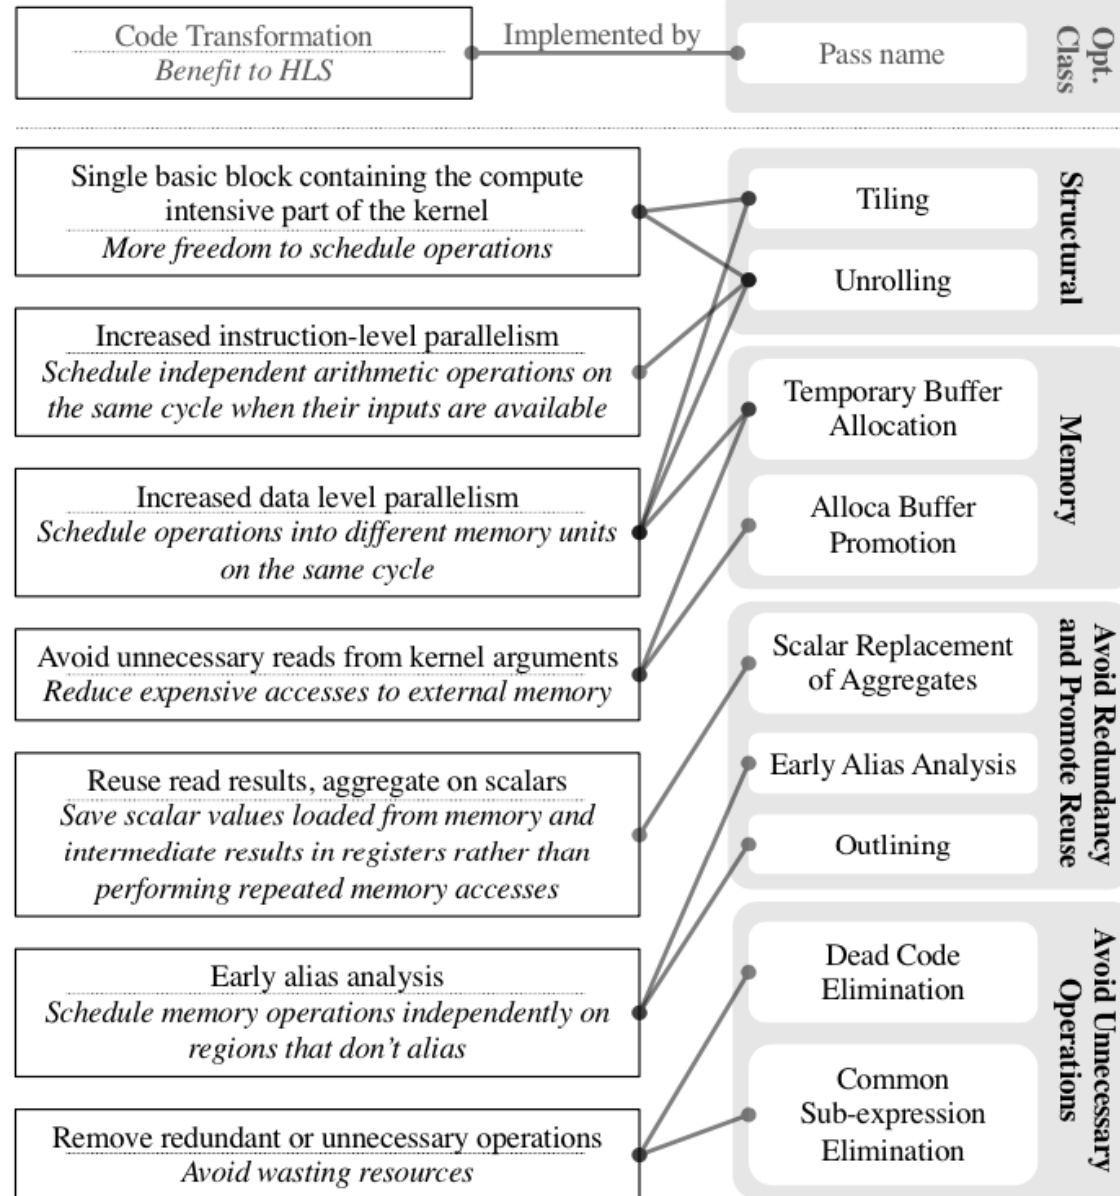 Code Transformation
Benefit to HLS
Implemented by
Pass name
Opt.
Class
Single basic block containing the compute
intensive part of the kernel
More freedom to schedule operations
Increased instruction-level parallelism
Schedule independent arithmetic operations on
the same cycle when their inputs are available
Increased data level parallelism
Schedule operations into different memory units
on the same cycle
Avoid unnecessary reads from kernel arguments
Reduce expensive accesses to external memory
Reuse read results, aggregate on scalars
Save scalar values loaded from memory and
intermediate results in registers rather than
performing repeated memory accesses
Early alias analysis
Schedule memory operations independently on
regions that don't alias
Remove redundant or unnecessary operations
Avoid wasting resources
Tiling
Unrolling
Structural
Temporary Buffer
Allocation
Alloca Buffer
Promotion
Memory
Scalar Replacement
of Aggregates
Early Alias Analysis
Outlining
Avoid Redundancy
and Promote Reuse
Dead Code
Elimination
Common
Sub-expression
Elimination
Avoid Unnecessary
Operations